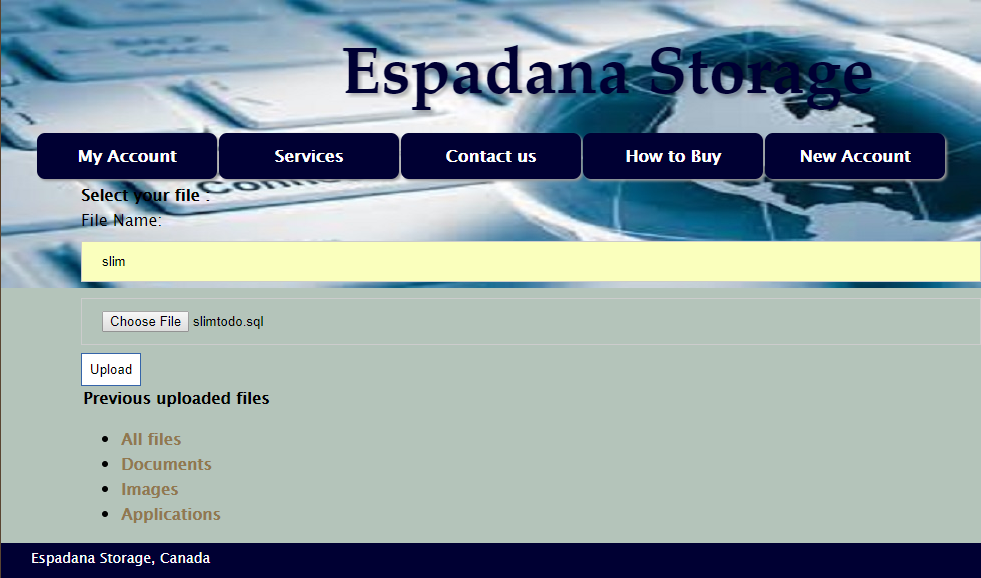 Espadana Storage
My Account Services Contact us How to Buy New Account
Select your file :
File Name:
slim
Choose File slimtodo.sql
Upload
Previous uploaded files
All files
Documents
Images
Applications
Espadana Storage, Canada